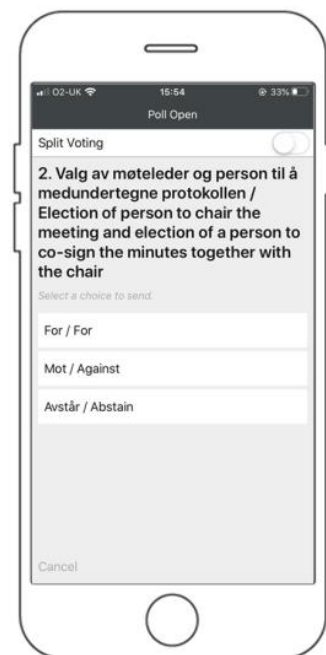 O2-UK 15:54 33%
Poll Open
Split Voting
2. Valg av møteleder og person til å
medundertegne protokollen /
Election of person to chair the
meeting and election of a person to
co-sign the minutes together with
the chair
Select a choice to send.
For / For
Mot / Against
Avstår / Abstain
Cancel